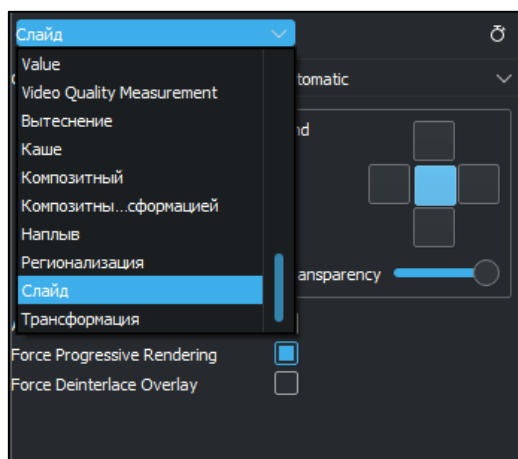 Слайд
Value
tomatic
Video Quality Measurement
Вытеснение
nd
Каше
Композитный
Композитны...сформацией
Наплыв
Регионализация
ansparency
Слайд
Трансформация
Force Progressive Rendering
Force Deinterlace Overlay